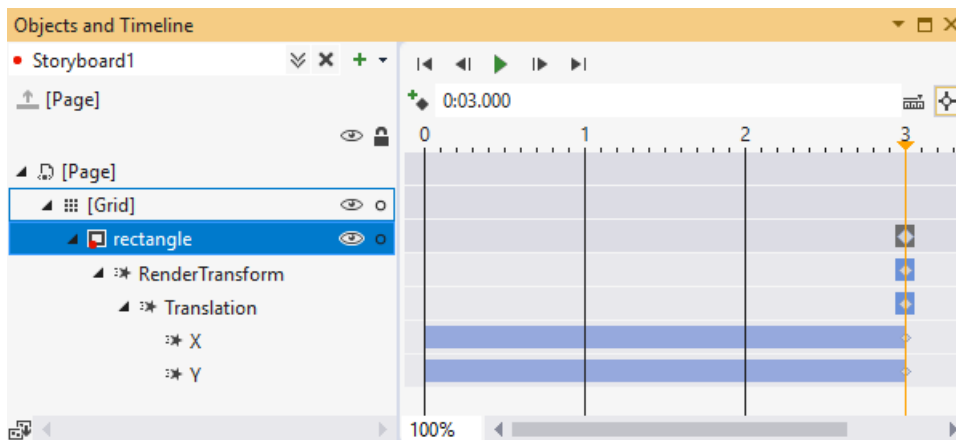 Objects and Timeline
Storyboard1
[Page]
0:03.000
0 1 2 3
[Page]
[Grid]
rectangle
RenderTransform
Translation
X
Y
100%